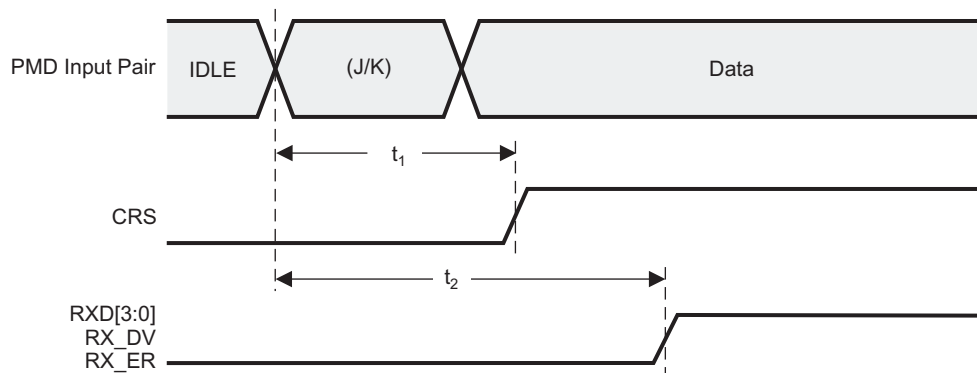 PMD Input Pair
IDLE
(J/K)
Data
t1
CRS
t2
RXD[3:0]
RX_DV
RX_ER